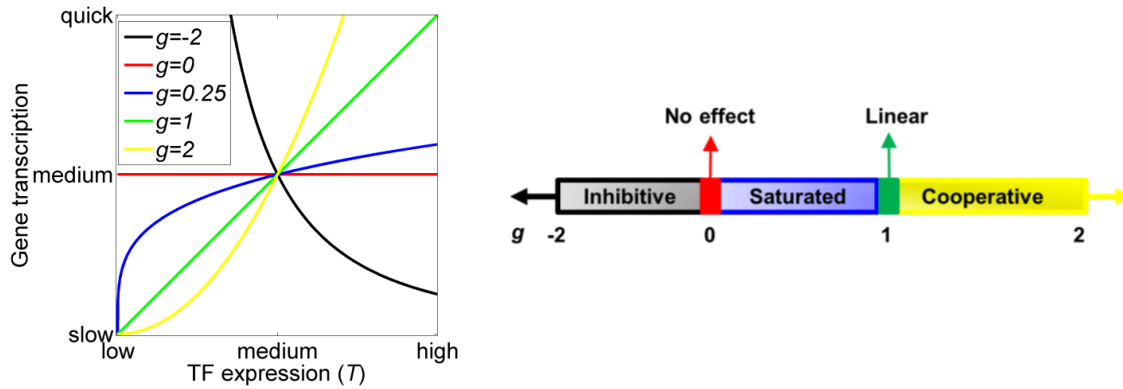 quick
g=-2
g=0
g=0.25
g=1
g=2
Gene transcription
medium
slow
low medium high
TF expression (T)
No effect Linear
Inhibitive Saturated Cooperative
g -2 0 1 2